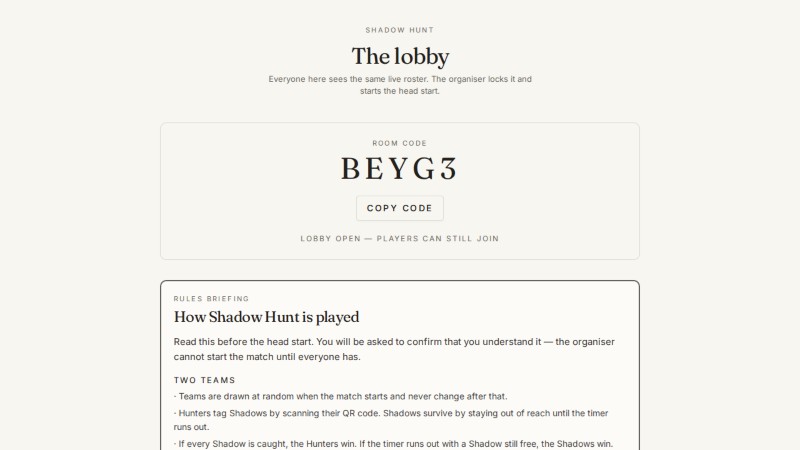 SHADOW HUNT
The lobby
Everyone here sees the same live roster. The organiser locks it and
starts the head start.
ROOM CODE
BEYG3
COPY CODE
LOBBY OPEN — PLAYERS CAN STILL JOIN
RULES BRIEFING
How Shadow Hunt is played
Read this before the head start. You will be asked to confirm that you understand it — the organiser
cannot start the match until everyone has.
TWO TEAMS
· Teams are drawn at random when the match starts and never change after that.
· Hunters tag Shadows by scanning their QR code. Shadows survive by staying out of reach until the timer
runs out.
· If every Shadow is caught, the Hunters win. If the timer runs out with a Shadow still free, the Shadows win.